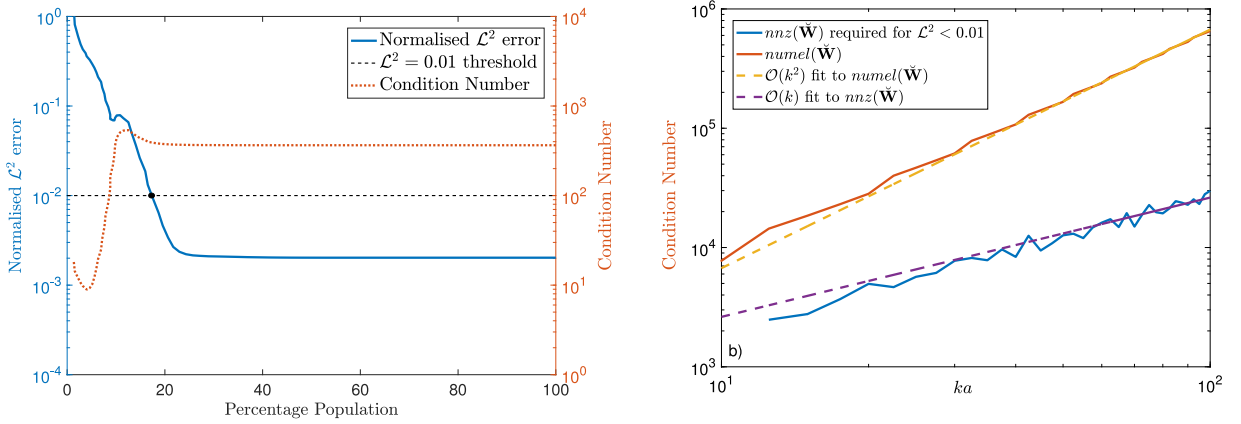 10^0
10^-1
10^-2
10^-3
10^-4
Normalised ℒ² error
10^4
10^3
10^2
10^1
10^0
Condition Number
0 20 40 60 80 100
Percentage Population
Normalised ℒ² error
ℒ² = 0.01 threshold
Condition Number
10^6
10^5
10^4
10^3
Condition Number
nnz(W̆) required for ℒ² < 0.01
numel(W̆)
𝒪(k²) fit to numel(W̆)
𝒪(k) fit to nnz(W̆)
b)
10^1 10^2
ka